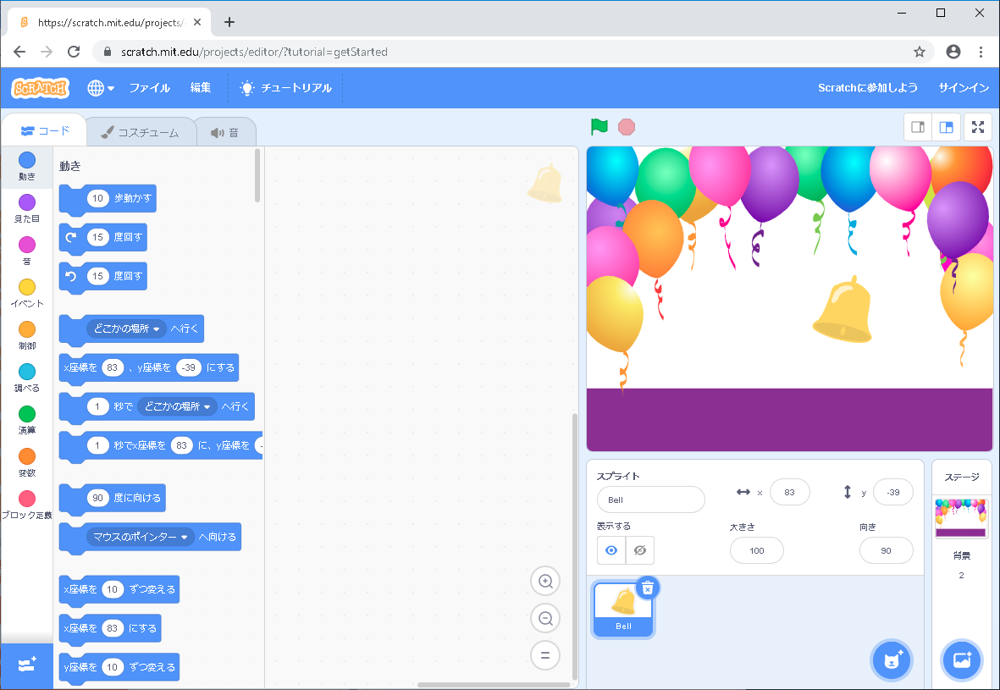 https://scratch.mit.edu/projects/
scratch.mit.edu/projects/editor/?tutorial=getStarted
SCRATCH ファイル 編集 チュートリアル Scratchに参加しよう サインイン
コード コスチューム 音
動き
見た目
音
イベント
制御
調べる
演算
変数
ブロック定義
動き
10 歩動かす
15 度回す
15 度回す
どこかの場所 へ行く
x座標を 83 、y座標を -39 にする
1 秒で どこかの場所 へ行く
1 秒でx座標を 83 に、y座標を -
90 度に向ける
マウスのポインター へ向ける
x座標を 10 ずつ変える
x座標を 83 にする
y座標を 10 ずつ変える
スプライト
Bell x 83 y -39
表示する 大きさ 向き
100 90
Bell
ステージ
背景
2